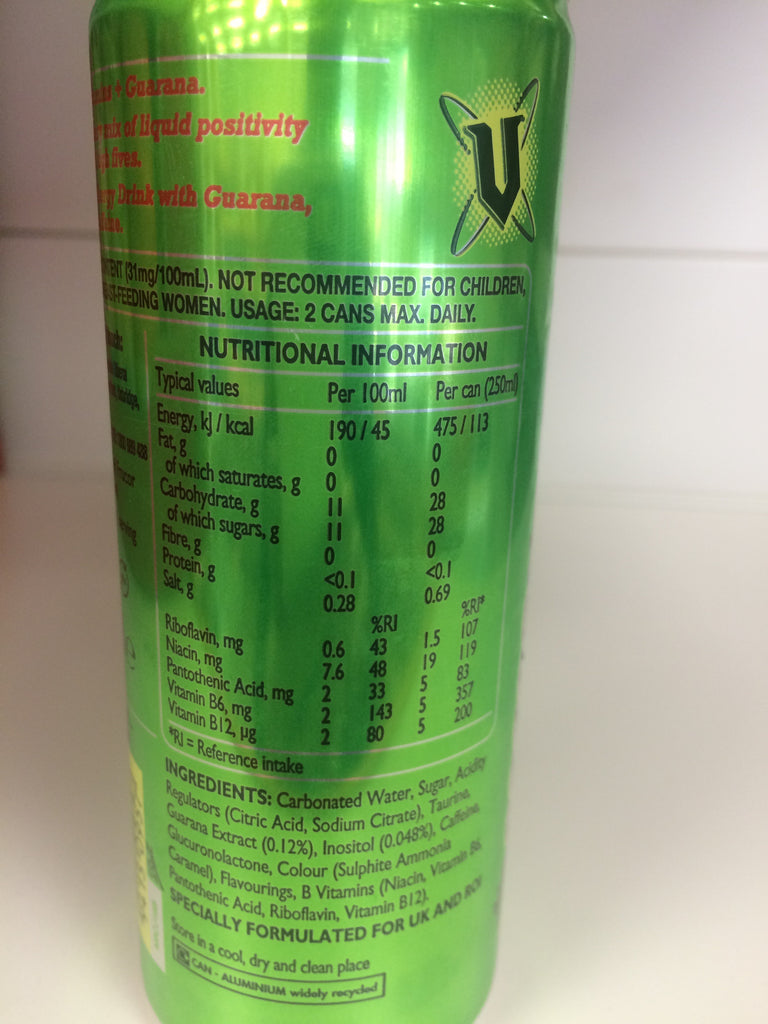 + Guarana.
mix of liquid positivity
fives.
Drink with Guarana,
V
(31mg/100mL). NOT RECOMMENDED FOR CHILDREN,
-FEEDING WOMEN. USAGE: 2 CANS MAX. DAILY.
NUTRITIONAL INFORMATION
Typical values Per 100ml Per can (250ml)
Energy, kJ / kcal 190 / 45 475 / 113
Fat, g 0 0
of which saturates, g 0 0
Carbohydrate, g 11 28
of which sugars, g 11 28
Fibre, g 0 0
Protein, g <0.1 <0.1
Salt, g 0.28 0.69
%RI %RI*
Riboflavin, mg 0.6 43 1.5 107
Niacin, mg 7.6 48 19 119
Pantothenic Acid, mg 2 33 5 83
Vitamin B6, mg 2 143 5 357
Vitamin B12, µg 2 80 5 200
*RI = Reference intake
INGREDIENTS: Carbonated Water, Sugar, Acidity
Regulators (Citric Acid, Sodium Citrate), Taurine,
Guarana Extract (0.12%), Inositol (0.048%), Caffeine,
Glucuronolactone, Colour (Sulphite Ammonia
Caramel), Flavourings, B Vitamins (Niacin, Vitamin B6,
Pantothenic Acid, Riboflavin, Vitamin B12).
SPECIALLY FORMULATED FOR UK AND ROI
Store in a cool, dry and clean place
CAN - ALUMINIUM widely recycled